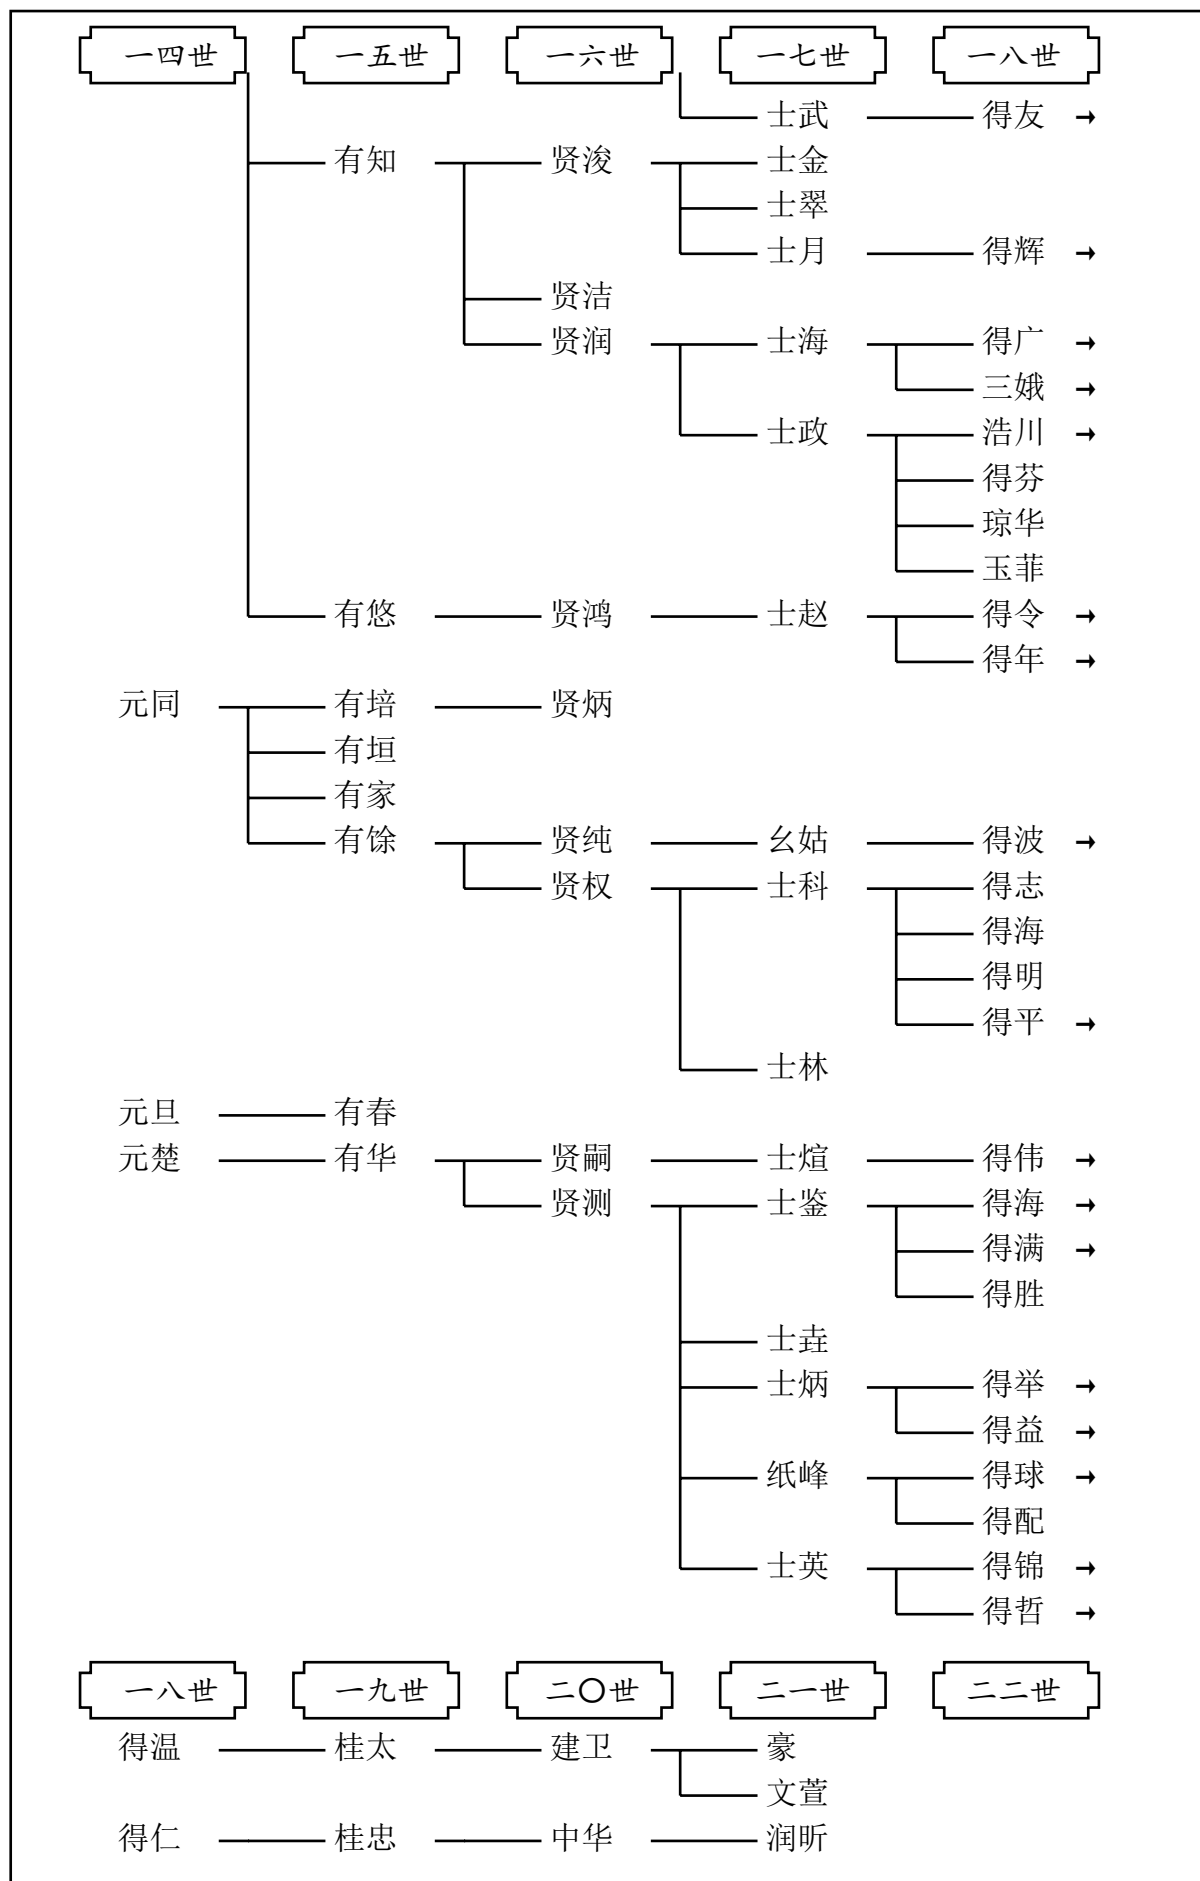 一四世 一五世 一六世 一七世 一八世
士武 得友 →
有知 贤浚 士金
士翠
士月 得辉 →
贤洁
贤润 士海 得广 →
三娥 →
士政 浩川 →
得芬
琼华
玉菲
有悠 贤鸿 士赵 得令 →
得年 →
元同 有培 贤炳
有垣
有家
有馀 贤纯 幺姑 得波 →
贤权 士科 得志
得海
得明
得平 →
士林
元旦 有春
元楚 有华 贤嗣 士煊 得伟 →
贤测 士鉴 得海 →
得满 →
得胜
士垚
士炳 得举 →
得益 →
纸峰 得球 →
得配
士英 得锦 →
得哲 →
一八世 一九世 二〇世 二一世 二二世
得温 桂太 建卫 豪
文萱
得仁 桂忠 中华 润昕